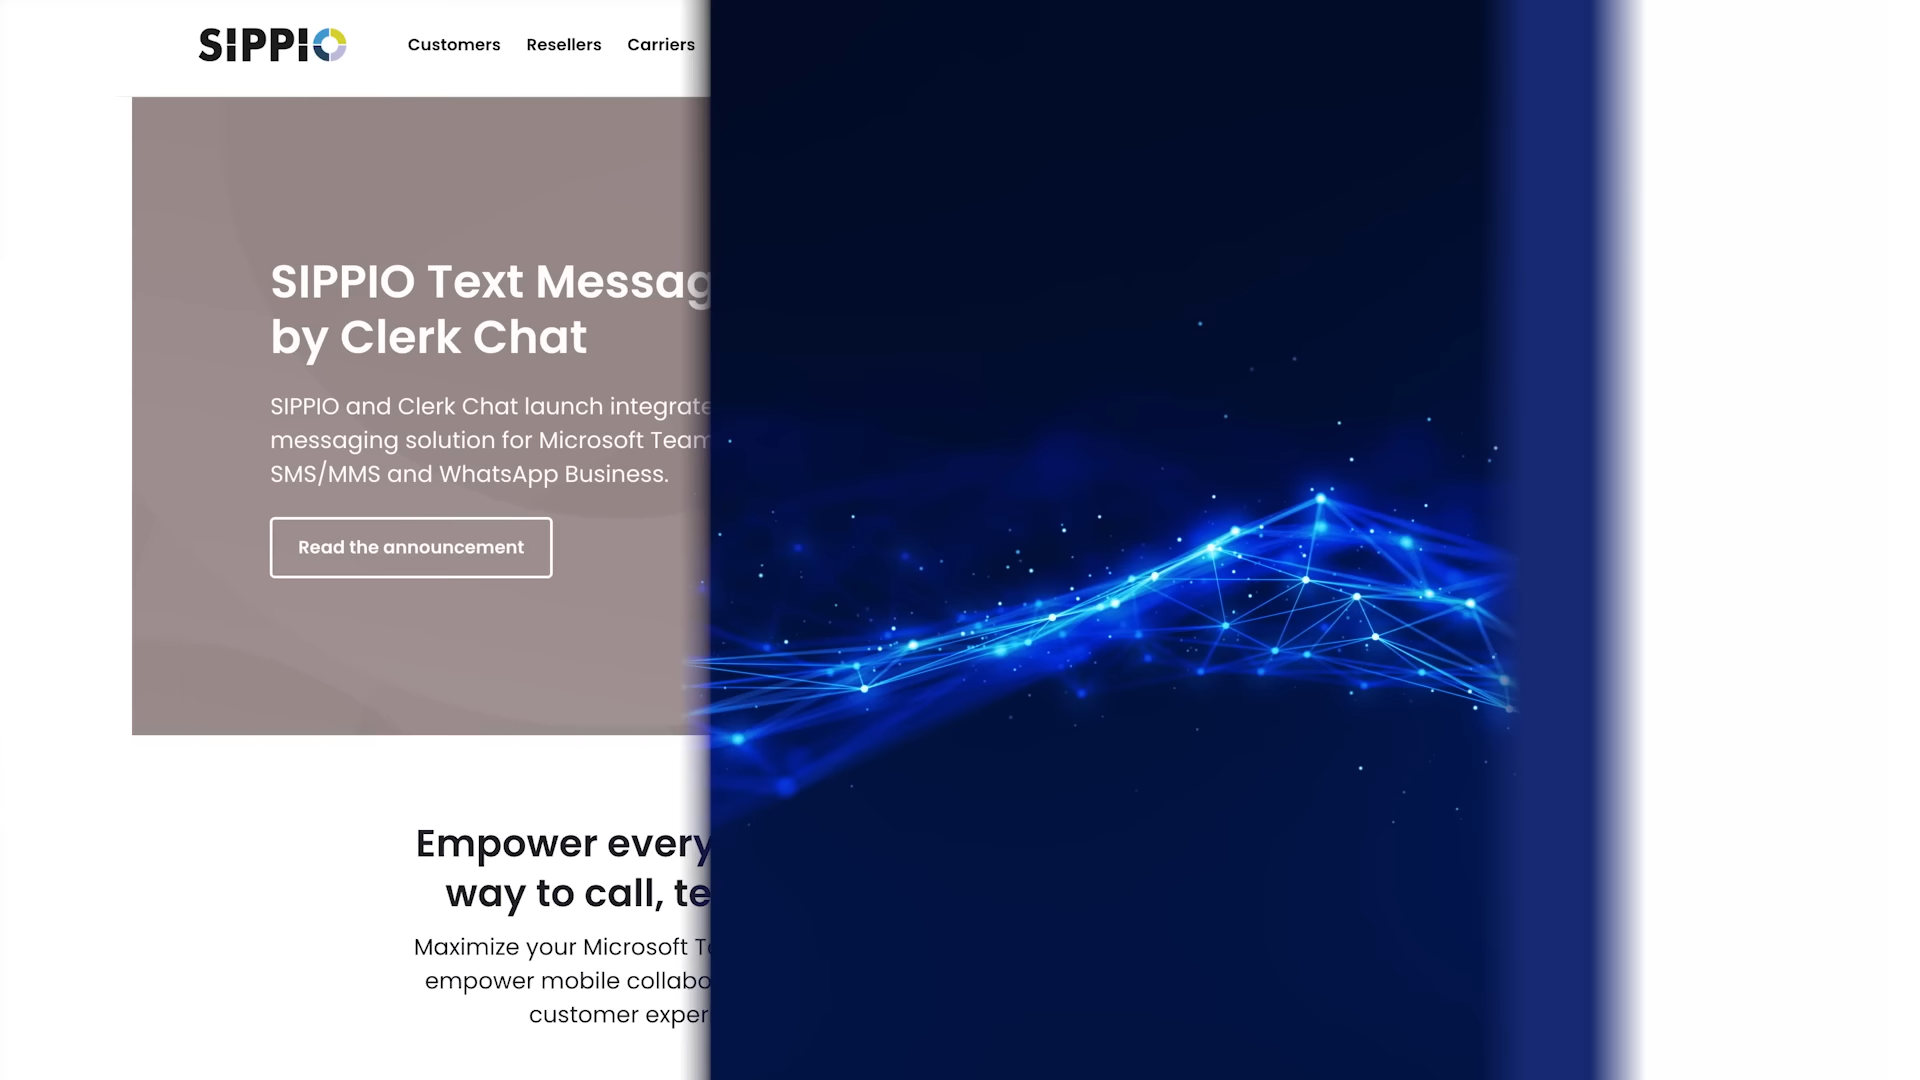 SIPPIO
Customers Resellers Carriers
SIPPIO Text Messag
by Clerk Chat
SIPPIO and Clerk Chat launch integrate
messaging solution for Microsoft Team
SMS/MMS and WhatsApp Business.
Read the announcement
Empower every
way to call, te
Maximize your Microsoft Te
empower mobile collabo
customer exper